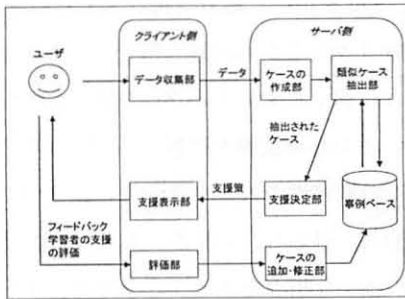 クライアント側
サーバ側
ユーザ
データ収集部
データ
ケースの
作成部
類似ケース
抽出部
抽出された
ケース
支援表示部
支援策
支援決定部
事例ベース
フィードバック
学習者の支援
の評価
評価部
ケースの
追加・修正部